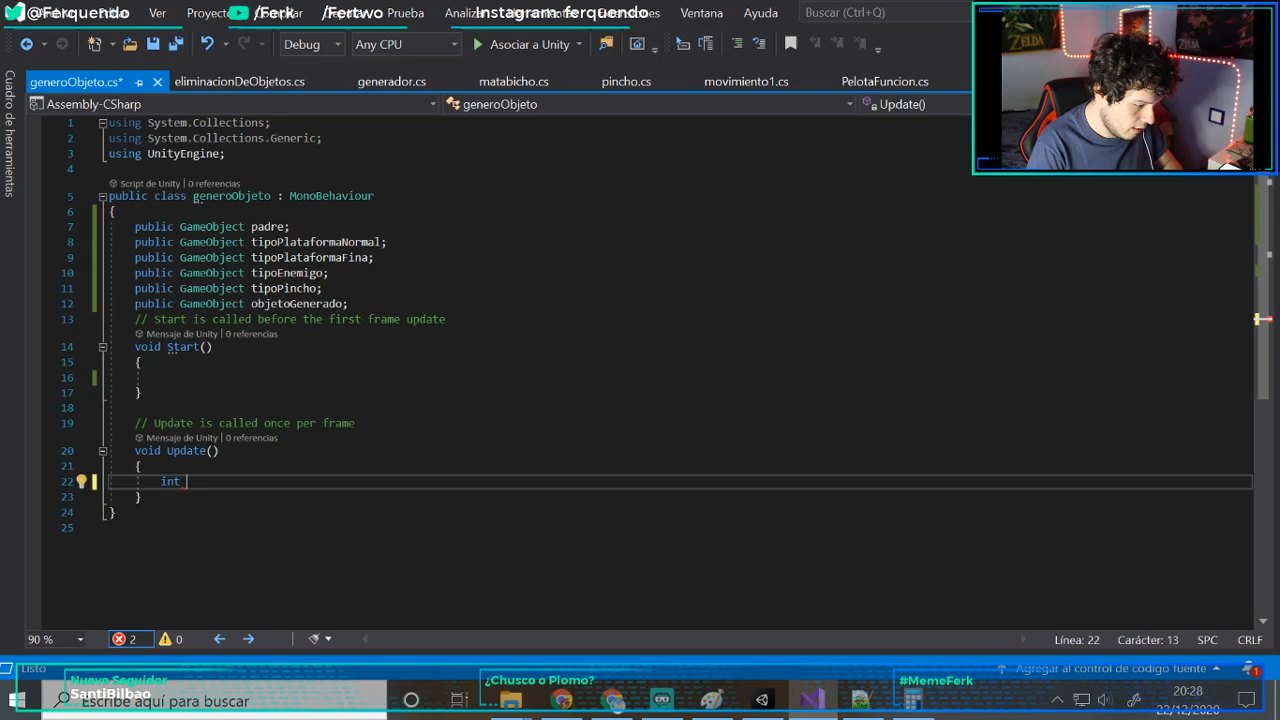 @Ferquendo
/Ferk
/Fertwo
Instagram: ferquendo
Ver
Proyecto
Prueba
Ventana
Ayuda
Buscar (Ctrl+Q)
Debug
Any CPU
Asociar a Unity
generoObjeto.cs*
eliminacionDeObjetos.cs
generador.cs
matabicho.cs
pincho.cs
movimiento1.cs
PelotaFuncion.cs
Cuadro de herramientas
Assembly-CSharp
generoObjeto
Update()
1 using System.Collections;
2 using System.Collections.Generic;
3 using UnityEngine;
4
Script de Unity | 0 referencias
5 public class generoObjeto : MonoBehaviour
6 {
7 public GameObject padre;
8 public GameObject tipoPlataformaNormal;
9 public GameObject tipoPlataformaFina;
10 public GameObject tipoEnemigo;
11 public GameObject tipoPincho;
12 public GameObject objetoGenerado;
13 // Start is called before the first frame update
Mensaje de Unity | 0 referencias
14 void Start()
15 {
16
17 }
18
19 // Update is called once per frame
Mensaje de Unity | 0 referencias
20 void Update()
21 {
22 int
23 }
24 }
25
90 %
2
0
Línea: 22
Carácter: 13
SPC
CRLF
Listo
Agregar al control de código fuente
1
Nuevo Seguidor
SantiBilbao
¿Chusco o Plomo?
#MemeFerk
Escribe aquí para buscar
20:28
22/12/2020
ZELDA